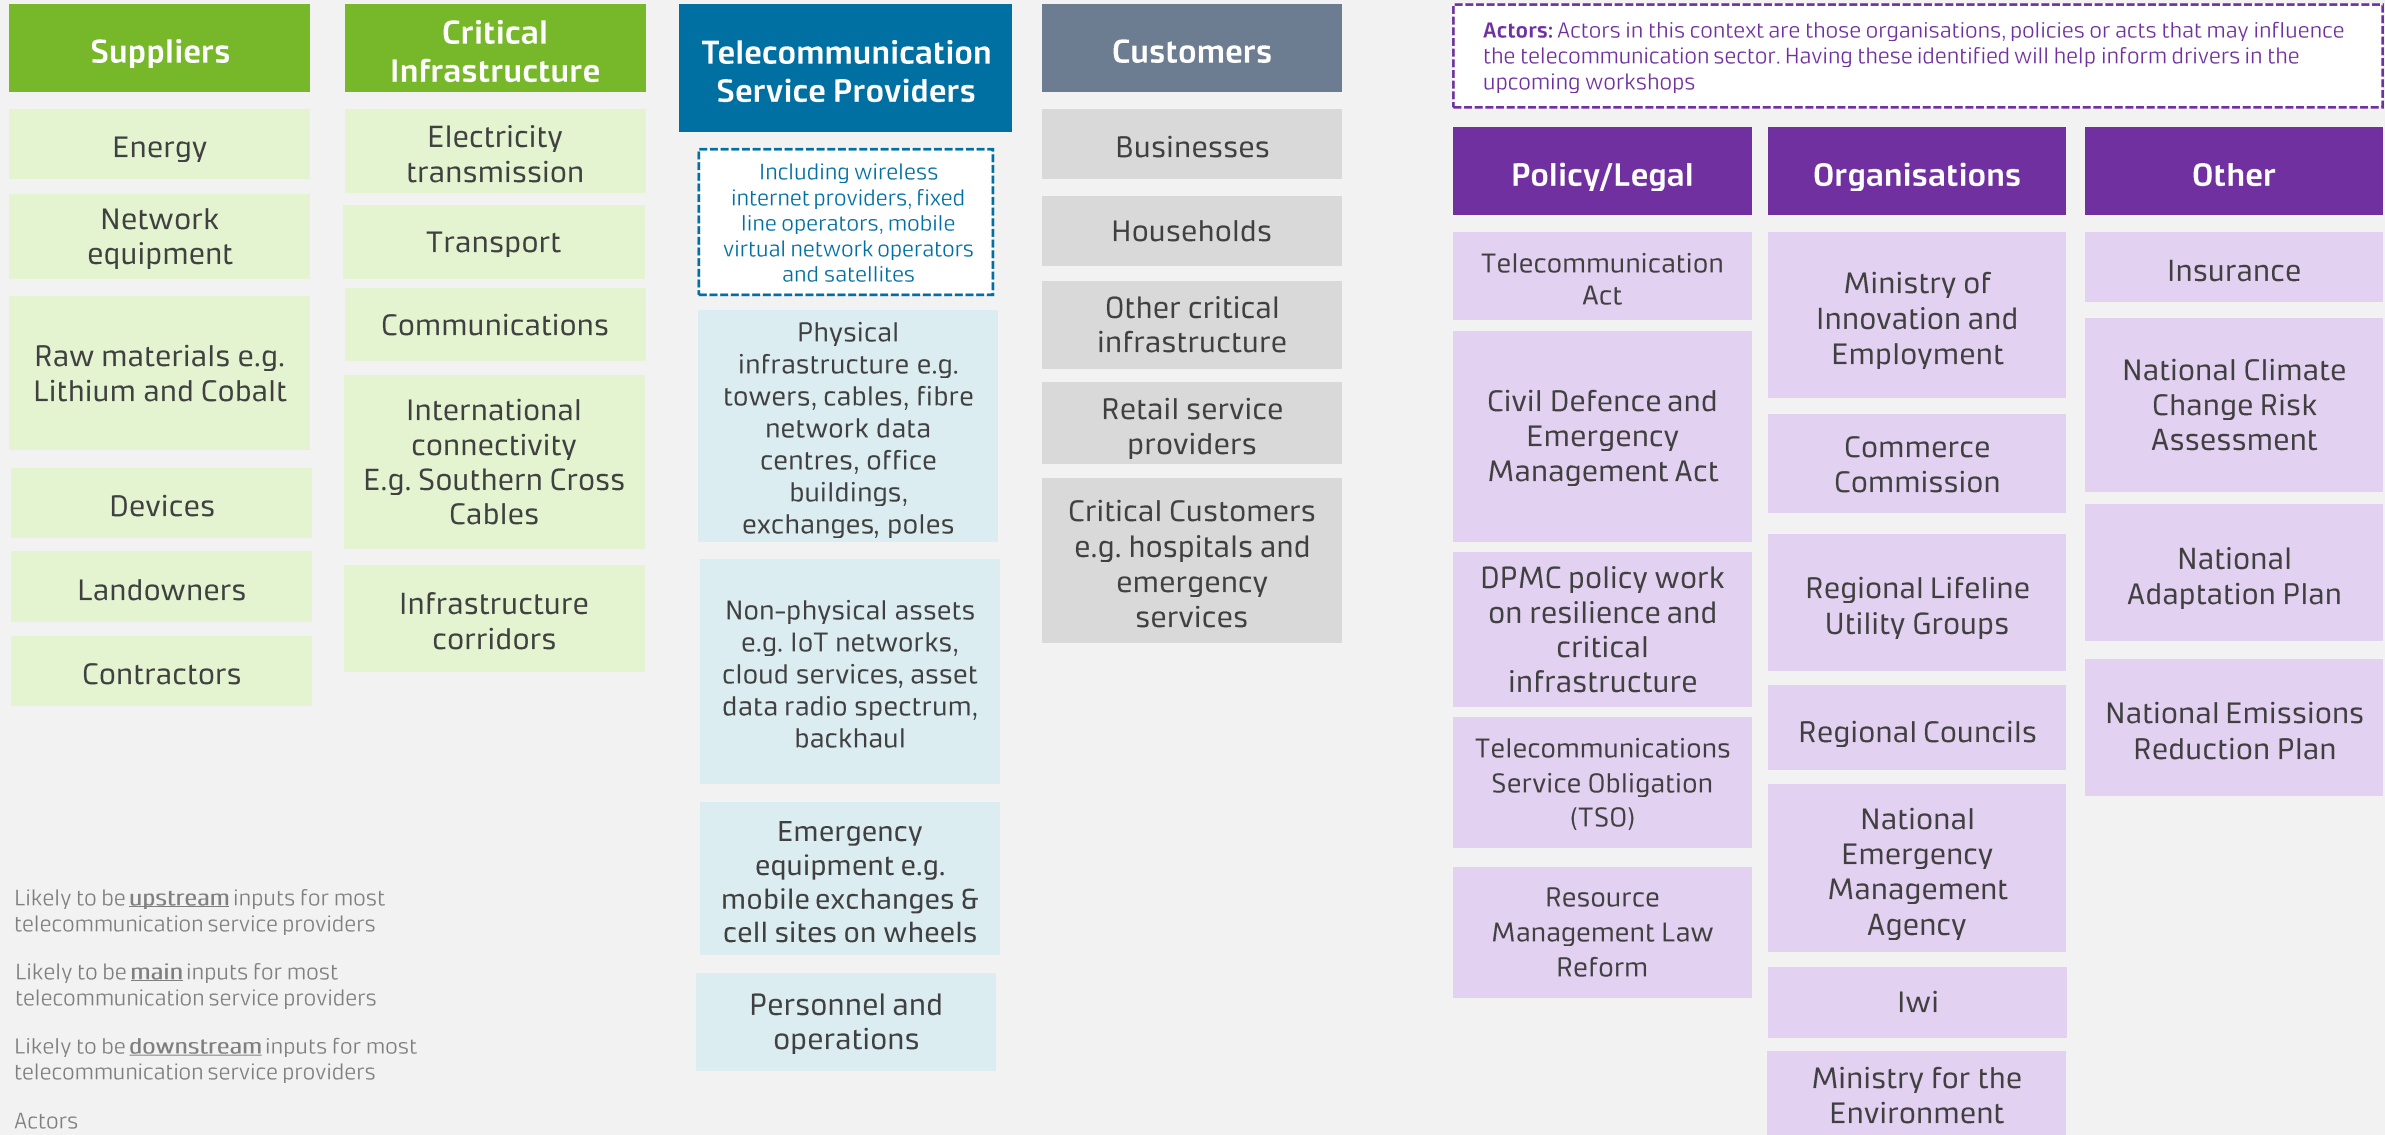 Suppliers
Energy
Network
equipment
Raw materials e.g.
Lithium and Cobalt
Devices
Landowners
Contractors
Critical
Infrastructure
Electricity
transmission
Transport
Communications
International
connectivity
E.g. Southern Cross
Cables
Infrastructure
corridors
Telecommunication
Service Providers
Including wireless
internet providers, fixed
line operators, mobile
virtual network operators
and satellites
Physical
infrastructure e.g.
towers, cables, fibre
network data
centres, office
buildings,
exchanges, poles
Non-physical assets
e.g. IoT networks,
cloud services, asset
data radio spectrum,
backhaul
Emergency
equipment e.g.
mobile exchanges &
cell sites on wheels
Personnel and
operations
Customers
Businesses
Households
Other critical
infrastructure
Retail service
providers
Critical Customers
e.g. hospitals and
emergency
services
Actors: Actors in this context are those organisations, policies or acts that may influence
the telecommunication sector. Having these identified will help inform drivers in the
upcoming workshops
Policy/Legal
Telecommunication
Act
Civil Defence and
Emergency
Management Act
DPMC policy work
on resilience and
critical
infrastructure
Telecommunications
Service Obligation
(TSO)
Resource
Management Law
Reform
Organisations
Ministry of
Innovation and
Employment
Commerce
Commission
Regional Lifeline
Utility Groups
Regional Councils
National
Emergency
Management
Agency
Iwi
Ministry for the
Environment
Other
Insurance
National Climate
Change Risk
Assessment
National
Adaptation Plan
National Emissions
Reduction Plan
Likely to be upstream inputs for most
telecommunication service providers
Likely to be main inputs for most
telecommunication service providers
Likely to be downstream inputs for most
telecommunication service providers
Actors